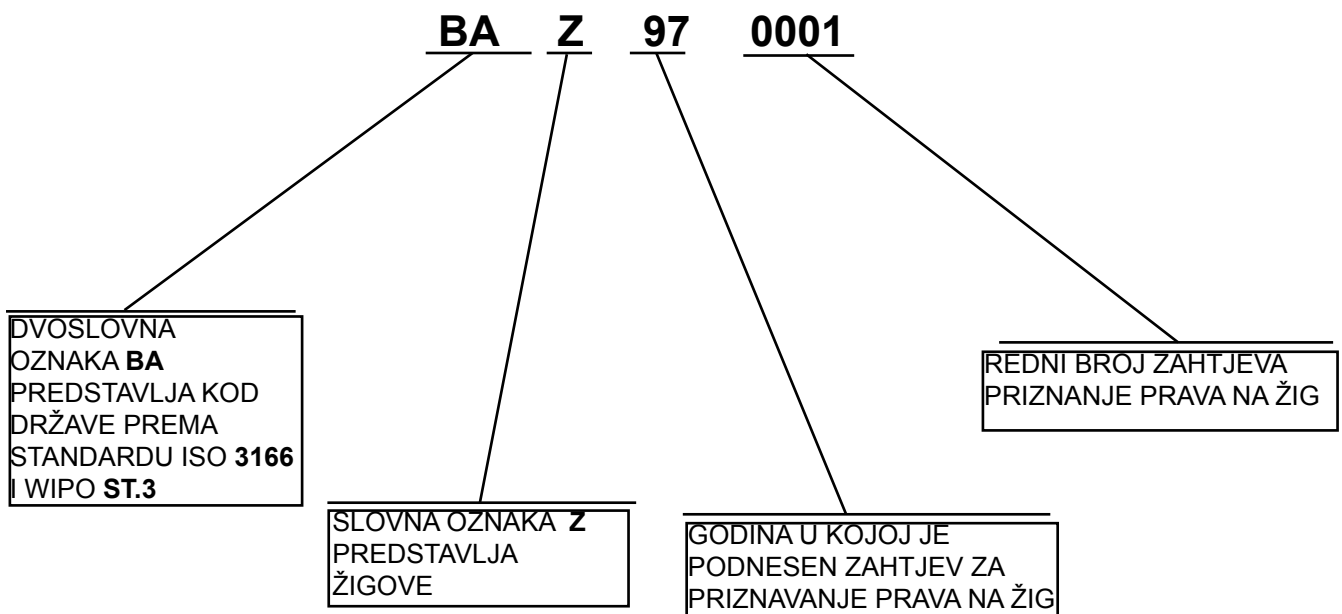 BA Z 97 0001
DVOSLOVNA
OZNAKA BA
PREDSTAVLJA KOD
DRŽAVE PREMA
STANDARDU ISO 3166
I WIPO ST.3
SLOVNA OZNAKA Z
PREDSTAVLJA
ŽIGOVE
GODINA U KOJOJ JE
PODNESEN ZAHTJEV ZA
PRIZNAVANJE PRAVA NA ŽIG
REDNI BROJ ZAHTJEVA
PRIZNANJE PRAVA NA ŽIG